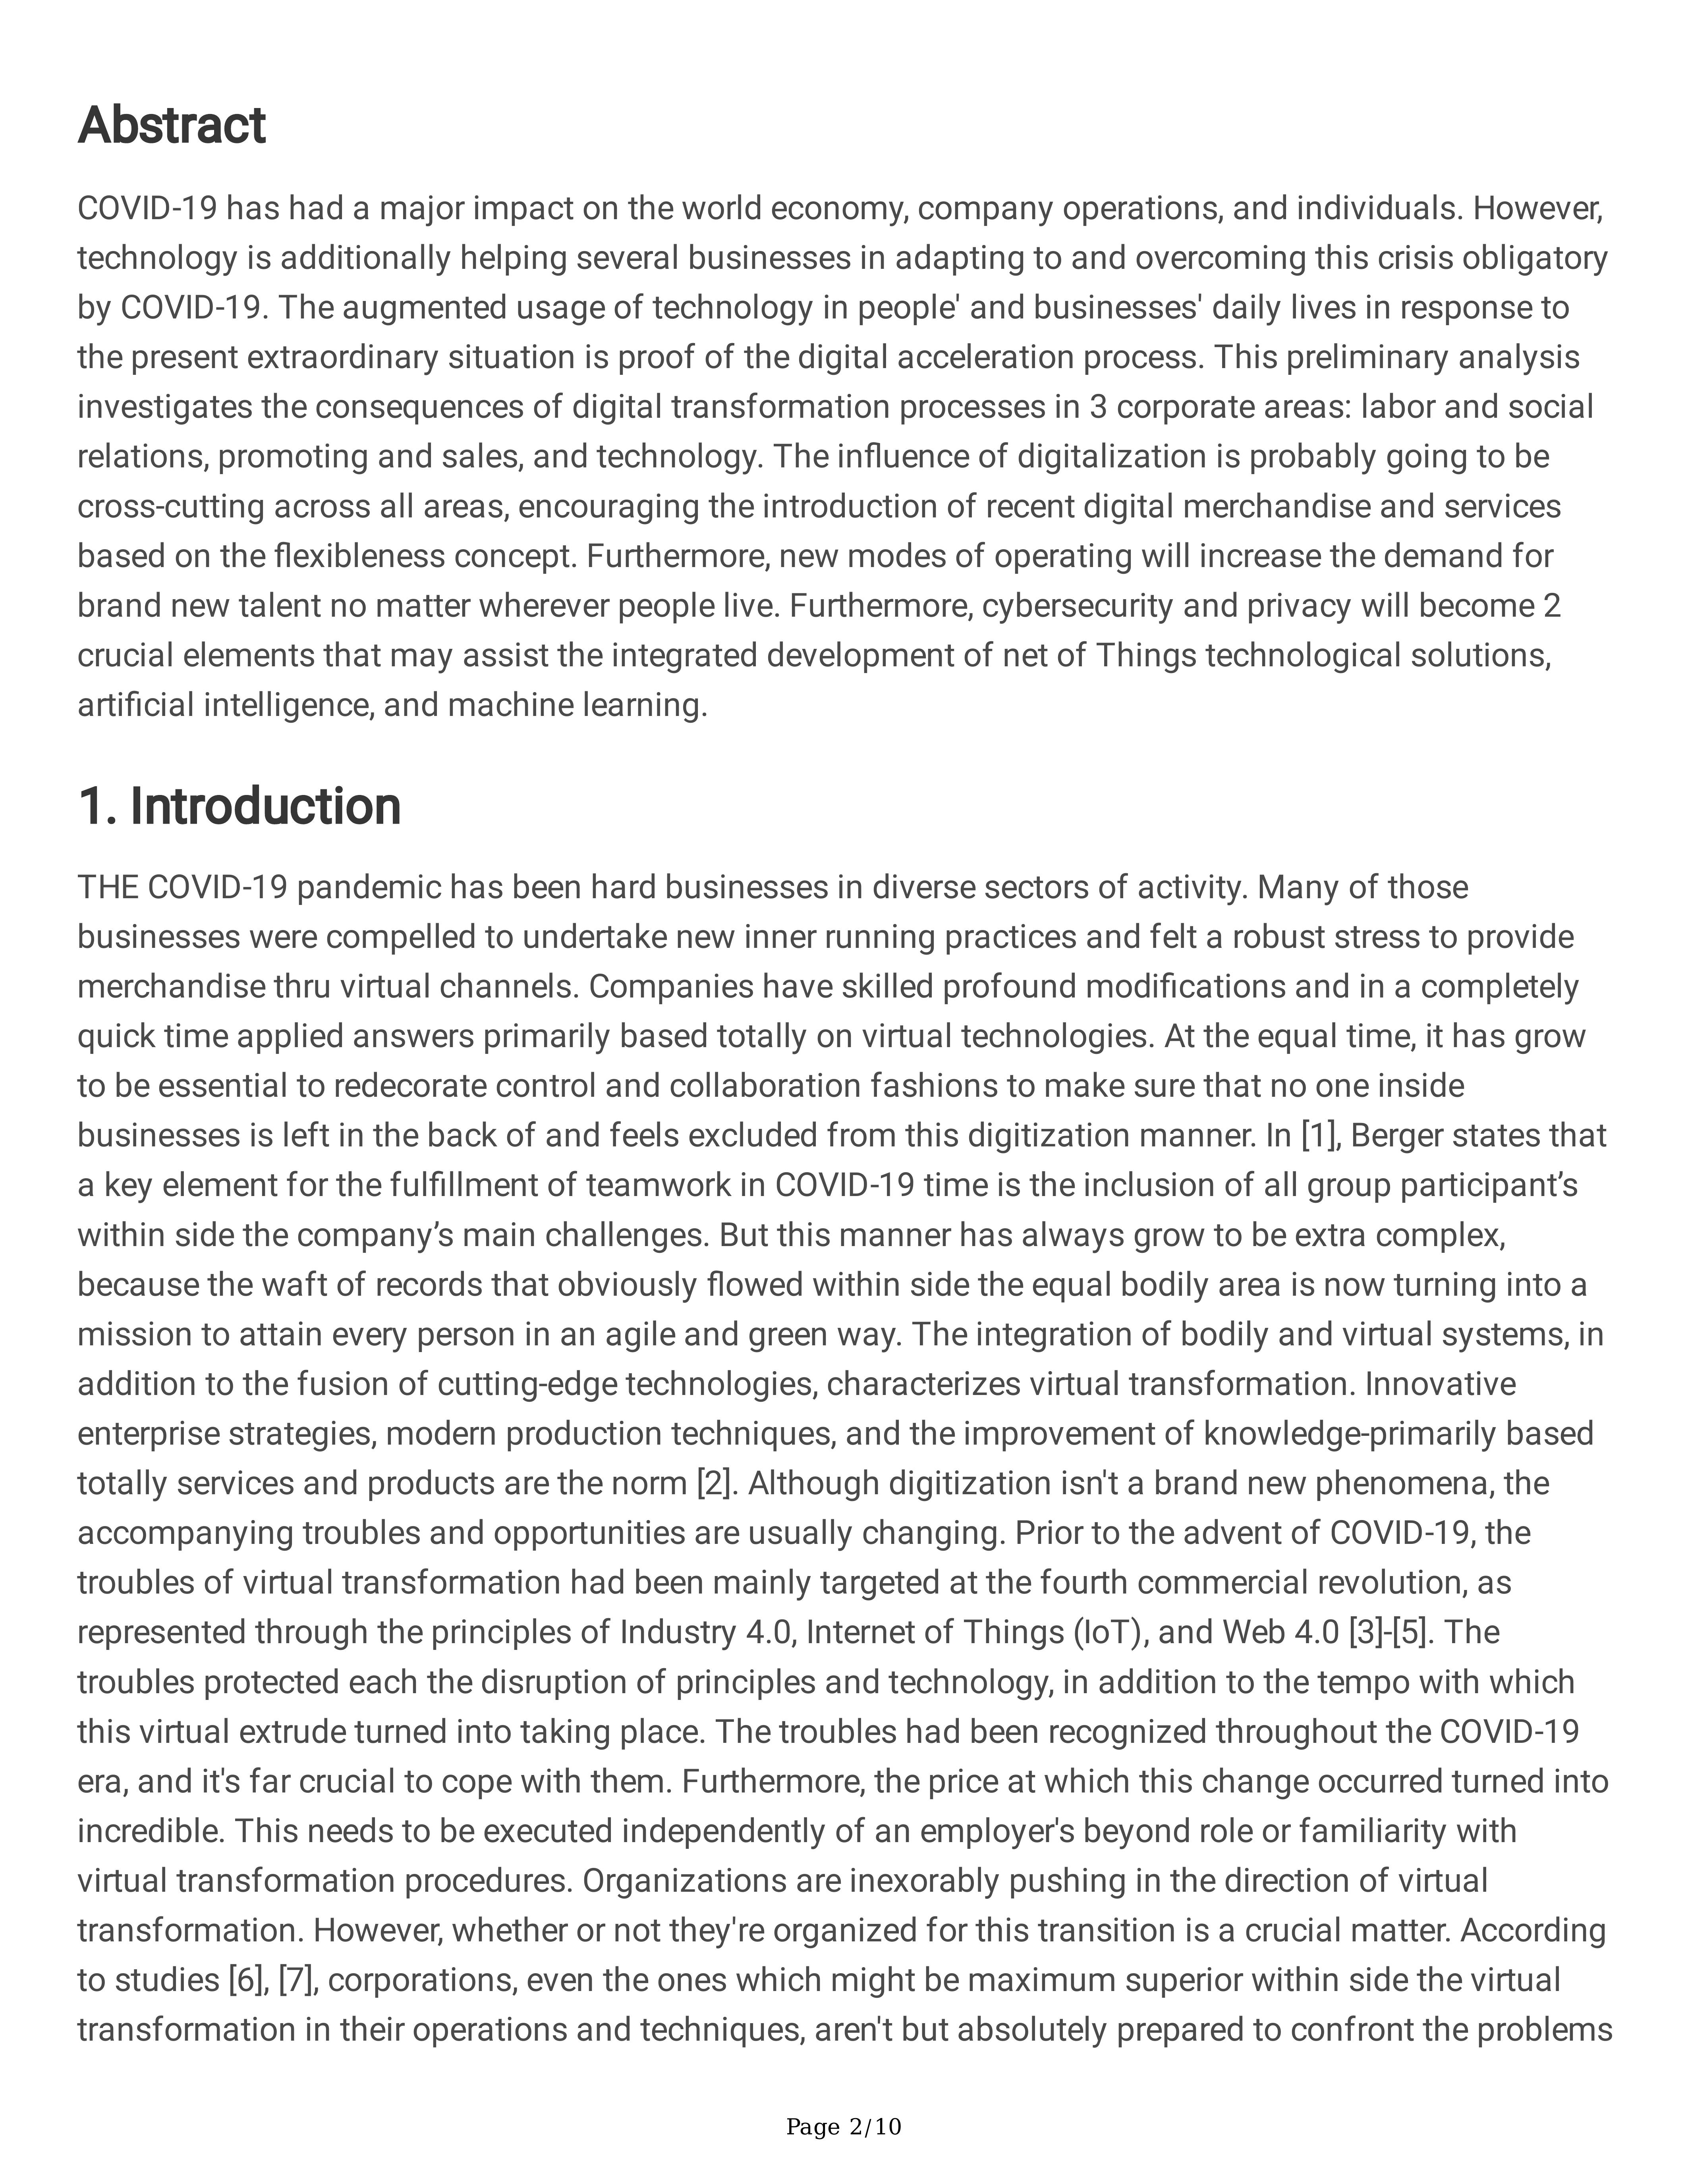 Abstract
COVID-19 has had a major impact on the world economy, company operations, and individuals. However,
technology is additionally helping several businesses in adapting to and overcoming this crisis obligatory
by COVID-19. The augmented usage of technology in people' and businesses' daily lives in response to
the present extraordinary situation is proof of the digital acceleration process. This preliminary analysis
investigates the consequences of digital transformation processes in 3 corporate areas: labor and social
relations, promoting and sales, and technology. The influence of digitalization is probably going to be
cross-cutting across all areas, encouraging the introduction of recent digital merchandise and services
based on the flexibleness concept. Furthermore, new modes of operating will increase the demand for
brand new talent no matter wherever people live. Furthermore, cybersecurity and privacy will become 2
crucial elements that may assist the integrated development of net of Things technological solutions,
artificial intelligence, and machine learning.
1. Introduction
THE COVID-19 pandemic has been hard businesses in diverse sectors of activity. Many of those
businesses were compelled to undertake new inner running practices and felt a robust stress to provide
merchandise thru virtual channels. Companies have skilled profound modifications and in a completely
quick time applied answers primarily based totally on virtual technologies. At the equal time, it has grow
to be essential to redecorate control and collaboration fashions to make sure that no one inside
businesses is left in the back of and feels excluded from this digitization manner. In [1], Berger states that
a key element for the fulfillment of teamwork in COVID-19 time is the inclusion of all group participant’s
within side the company’s main challenges. But this manner has always grow to be extra complex,
because the waft of records that obviously flowed within side the equal bodily area is now turning into a
mission to attain every person in an agile and green way. The integration of bodily and virtual systems, in
addition to the fusion of cutting-edge technologies, characterizes virtual transformation. Innovative
enterprise strategies, modern production techniques, and the improvement of knowledge-primarily based
totally services and products are the norm [2]. Although digitization isn't a brand new phenomena, the
accompanying troubles and opportunities are usually changing. Prior to the advent of COVID-19, the
troubles of virtual transformation had been mainly targeted at the fourth commercial revolution, as
represented through the principles of Industry 4.0, Internet of Things (IoT), and Web 4.0 [3]-[5]. The
troubles protected each the disruption of principles and technology, in addition to the tempo with which
this virtual extrude turned into taking place. The troubles had been recognized throughout the COVID-19
era, and it's far crucial to cope with them. Furthermore, the price at which this change occurred turned into
incredible. This needs to be executed independently of an employer's beyond role or familiarity with
virtual transformation procedures. Organizations are inexorably pushing in the direction of virtual
transformation. However, whether or not they're organized for this transition is a crucial matter. According
to studies [6], [7], corporations, even the ones which might be maximum superior within side the virtual
transformation in their operations and techniques, aren't but absolutely prepared to confront the problems
Page 2/10